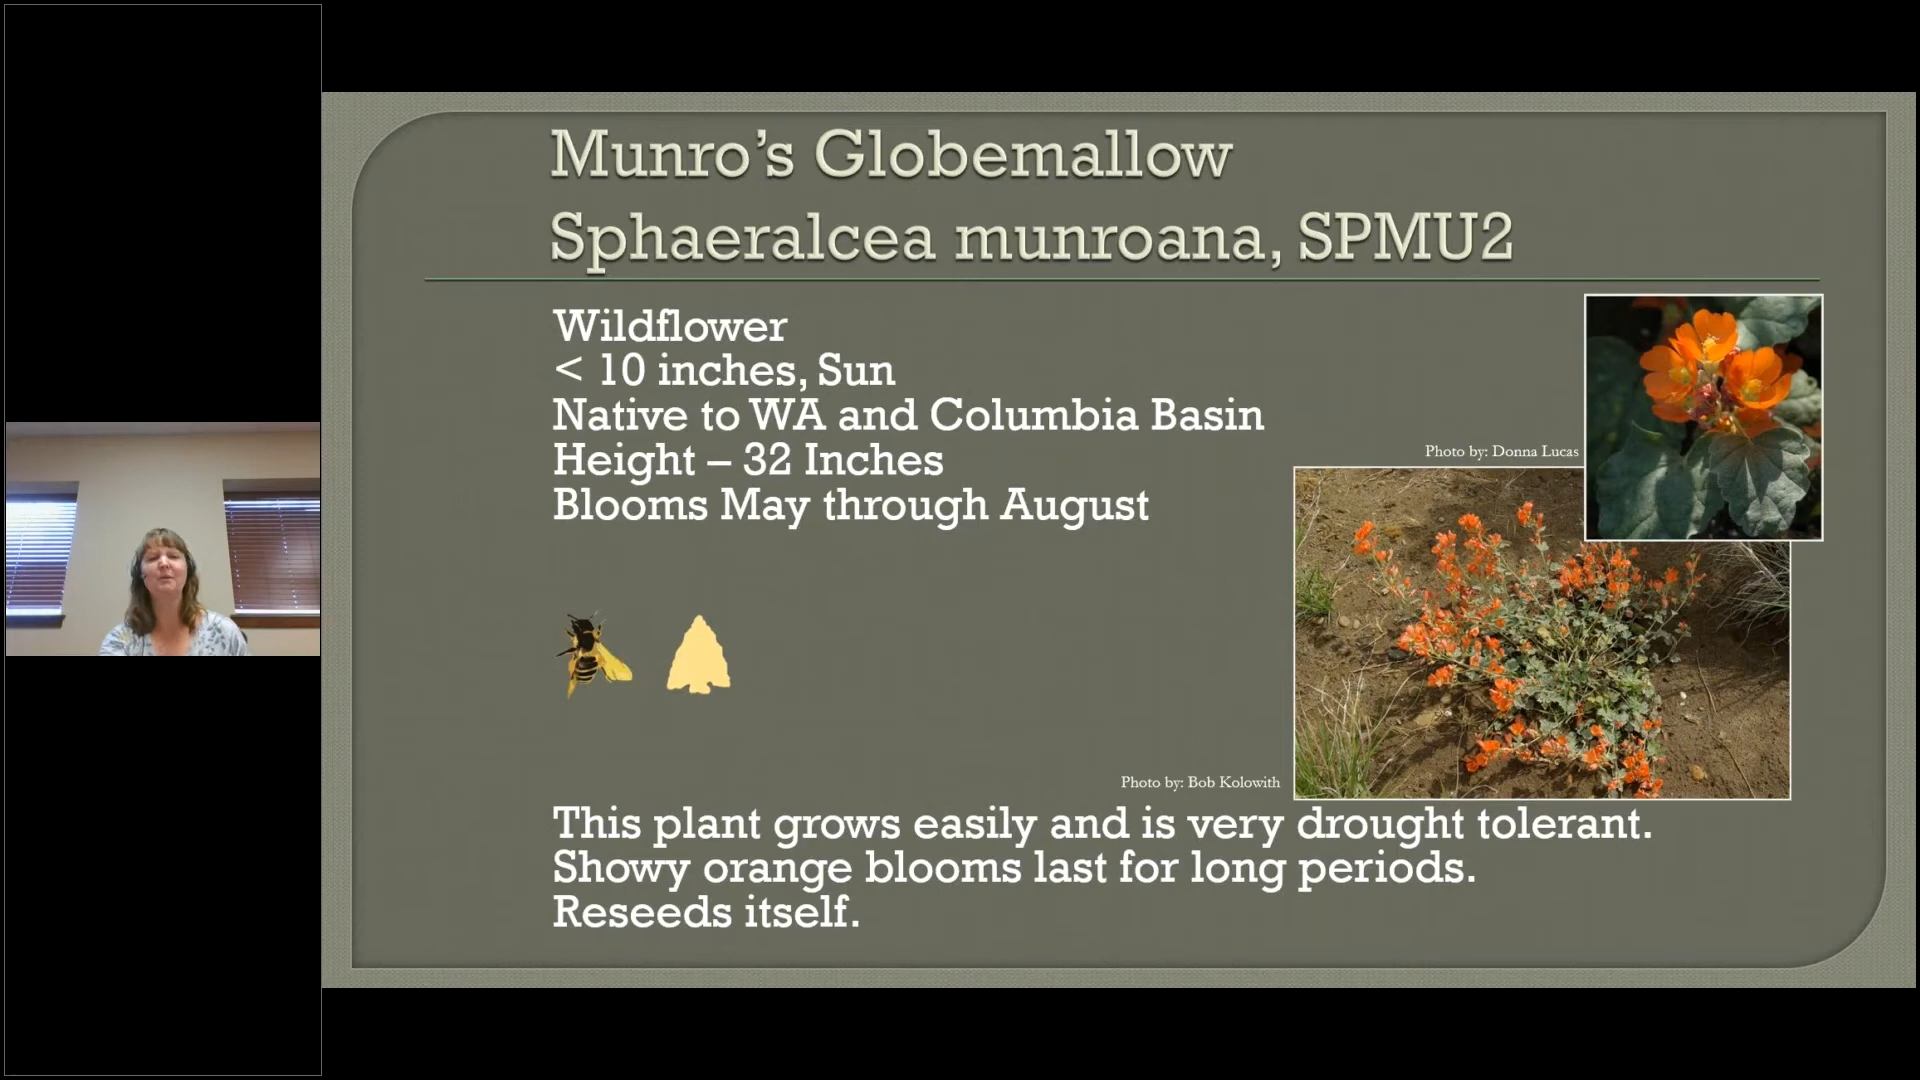 Munro’s Globemallow
Sphaeralcea munroana, SPMU2
Wildflower
< 10 inches, Sun
Native to WA and Columbia Basin
Height – 32 Inches
Blooms May through August
Photo by: Donna Lucas
Photo by: Bob Kolowith
This plant grows easily and is very drought tolerant.
Showy orange blooms last for long periods.
Reseeds itself.